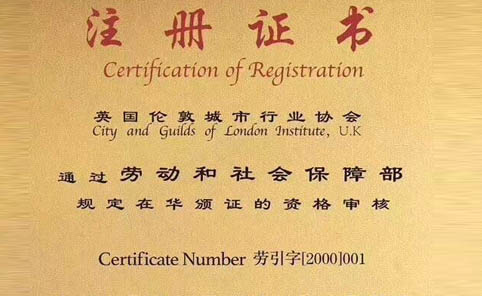 注册证书
Certification of Registration
英国伦敦城市行业协会
City and Guilds of London Institute, U.K
通过 劳动和社会保障部
规定在华颁证的资格审核
Certificate Number 劳引字[2000]001